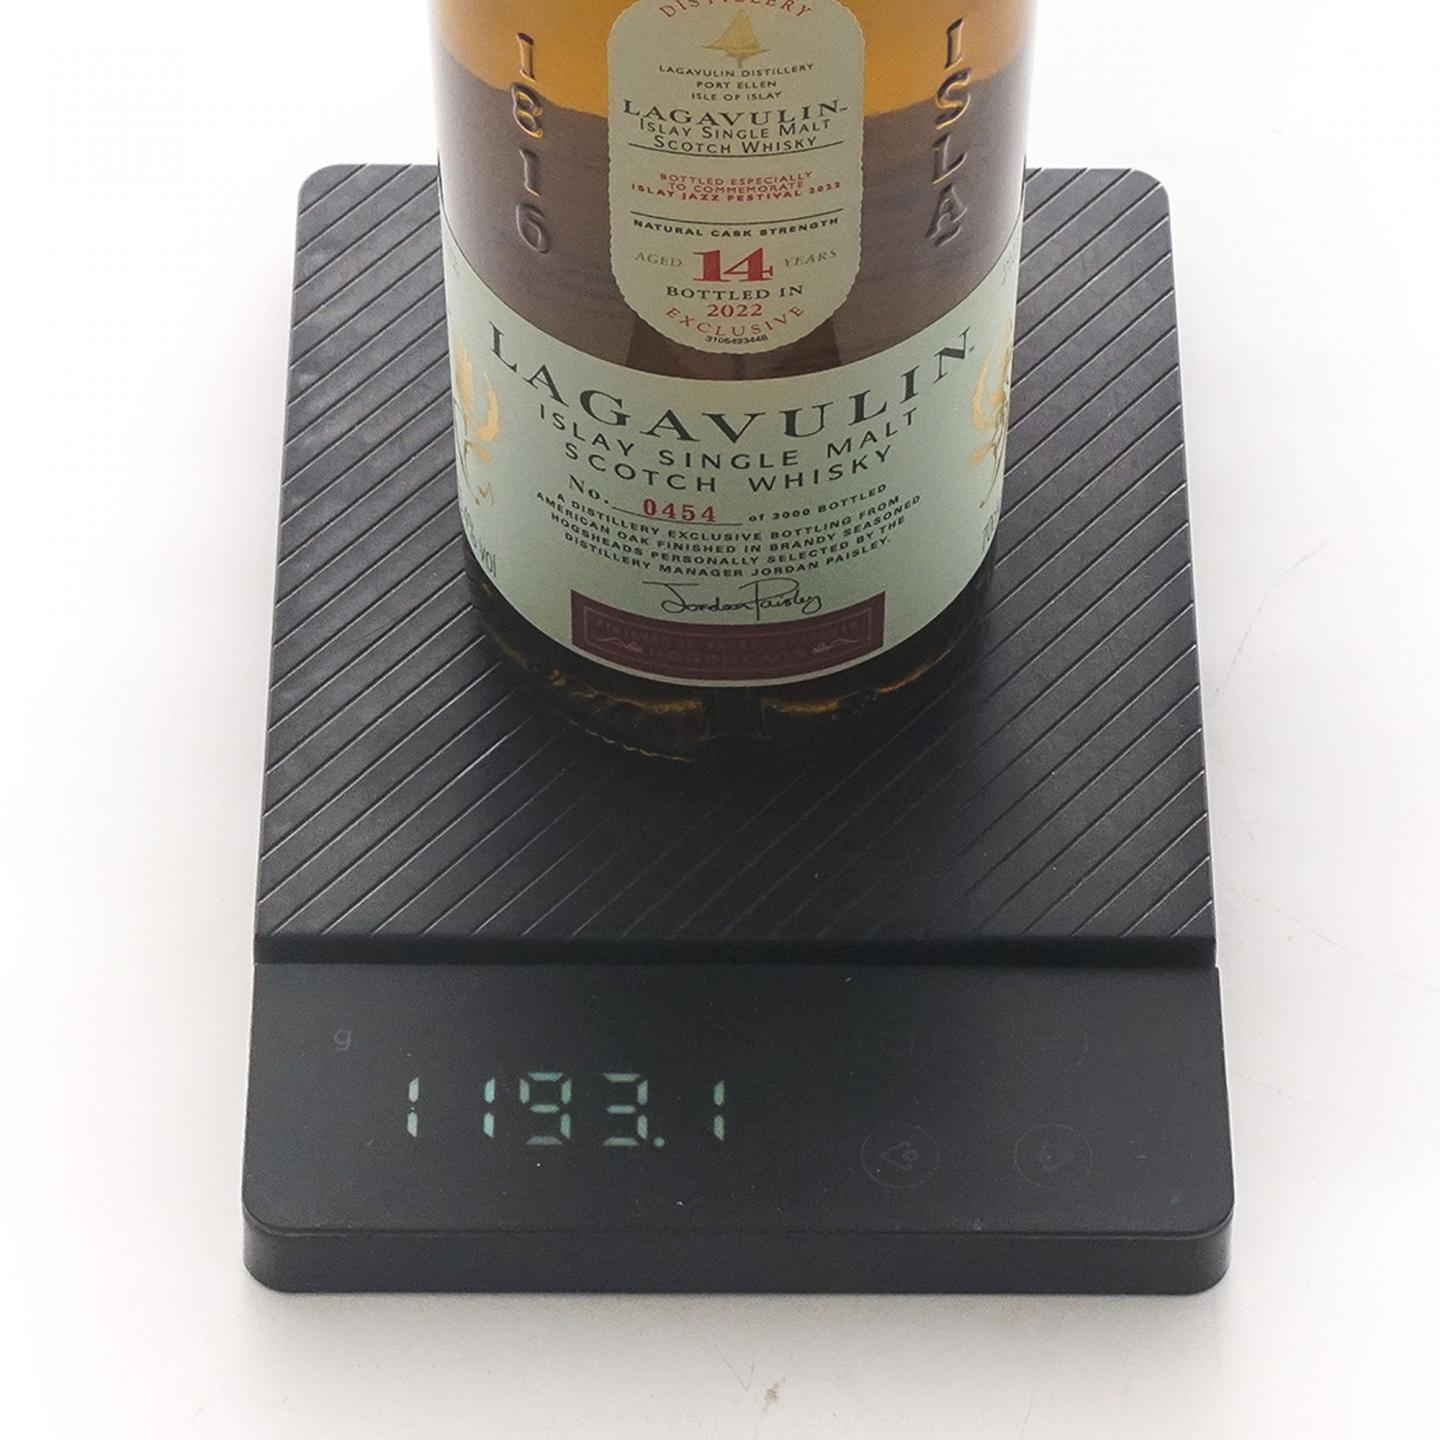 DISTILLERY
LAGAVULIN DISTILLERY
PORT ELLEN
ISLE OF ISLAY
LAGAVULIN
ISLAY SINGLE MALT
SCOTCH WHISKY
BOTTLED ESPECIALLY
TO COMMEMORATE
ISLAY JAZZ FESTIVAL 2022
NATURAL CASK STRENGTH
AGED 14 YEARS
BOTTLED IN
2022
EXCLUSIVE
1816
ISLA
LAGAVULIN
ISLAY SINGLE MALT
SCOTCH WHISKY
No. 0454 of 3000 BOTTLED
A DISTILLERY EXCLUSIVE BOTTLING FROM
AMERICAN OAK FINISHED IN BRANDY SEASONED
HOGSHEADS PERSONALLY SELECTED BY THE
DISTILLERY MANAGER JORDAN PAISLEY.
Jordan Paisley
HOGSHEADS
VOl
g
1193.1